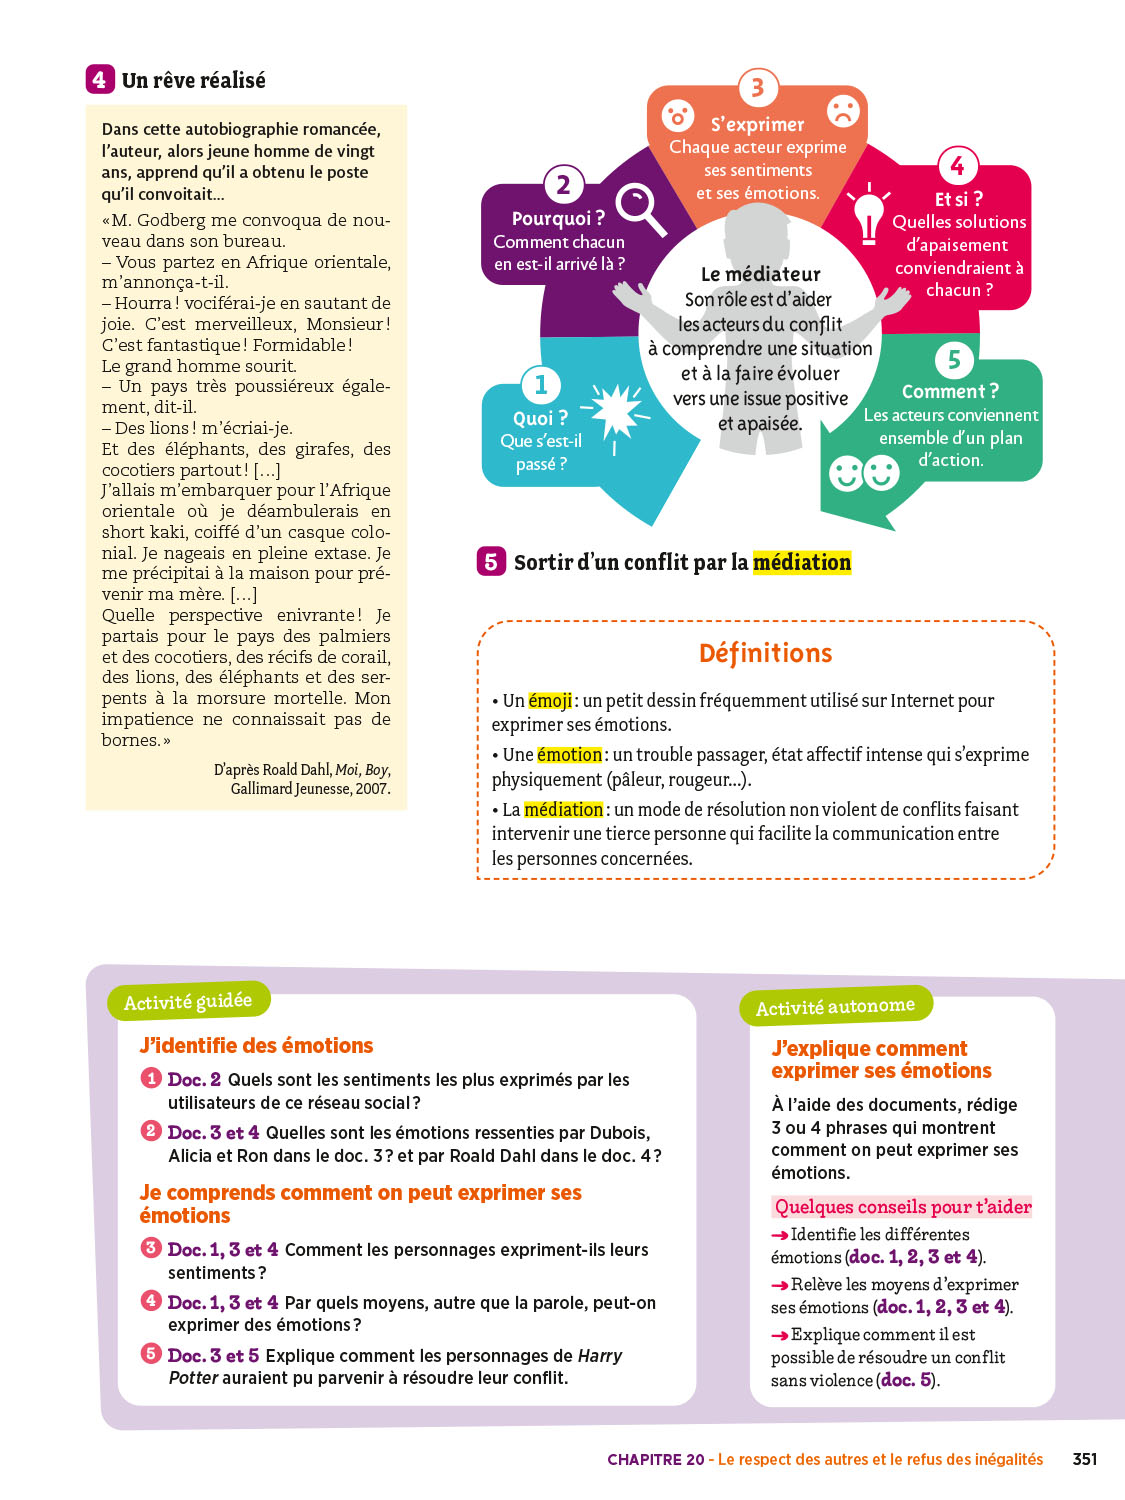 4 Un rêve réalisé
Dans cette autobiographie romancée,
l'auteur, alors jeune homme de vingt
ans, apprend qu'il a obtenu le poste
qu'il convoitait…
« M. Godberg me convoqua de nou-
veau dans son bureau.
– Vous partez en Afrique orientale,
m'annonça-t-il.
– Hourra ! vociférai-je en sautant de
joie. C'est merveilleux, Monsieur !
C'est fantastique ! Formidable !
Le grand homme sourit.
– Un pays très poussiéreux égale-
ment, dit-il.
– Des lions ! m'écriai-je.
Et des éléphants, des girafes, des
cocotiers partout ! […]
J'allais m'embarquer pour l'Afrique
orientale où je déambulerais en
short kaki, coiffé d'un casque colo-
nial. Je nageais en pleine extase. Je
me précipitai à la maison pour pré-
venir ma mère. […]
Quelle perspective enivrante ! Je
partais pour le pays des palmiers
et des cocotiers, des récifs de corail,
des lions, des éléphants et des ser-
pents à la morsure mortelle. Mon
impatience ne connaissait pas de
bornes. »
D'après Roald Dahl, Moi, Boy,
Gallimard Jeunesse, 2007.
1
Quoi ?
Que s'est-il
passé ?
2
Pourquoi ?
Comment chacun
en est-il arrivé là ?
3
S'exprimer
Chaque acteur exprime
ses sentiments
et ses émotions.
4
Et si ?
Quelles solutions
d'apaisement
conviendraient à
chacun ?
5
Comment ?
Les acteurs conviennent
ensemble d'un plan
d'action.
Le médiateur
Son rôle est d'aider
les acteurs du conflit
à comprendre une situation
et à la faire évoluer
vers une issue positive
et apaisée.
5 Sortir d'un conflit par la médiation
Définitions
• Un émoji : un petit dessin fréquemment utilisé sur Internet pour
exprimer ses émotions.
• Une émotion : un trouble passager, état affectif intense qui s'exprime
physiquement (pâleur, rougeur…).
• La médiation : un mode de résolution non violent de conflits faisant
intervenir une tierce personne qui facilite la communication entre
les personnes concernées.
Activité guidée
J'identifie des émotions
1 Doc. 2 Quels sont les sentiments les plus exprimés par les
utilisateurs de ce réseau social ?
2 Doc. 3 et 4 Quelles sont les émotions ressenties par Dubois,
Alicia et Ron dans le doc. 3 ? et par Roald Dahl dans le doc. 4 ?
Je comprends comment on peut exprimer ses
émotions
3 Doc. 1, 3 et 4 Comment les personnages expriment-ils leurs
sentiments ?
4 Doc. 1, 3 et 4 Par quels moyens, autre que la parole, peut-on
exprimer des émotions ?
5 Doc. 3 et 5 Explique comment les personnages de Harry
Potter auraient pu parvenir à résoudre leur conflit.
Activité autonome
J'explique comment
exprimer ses émotions
À l'aide des documents, rédige
3 ou 4 phrases qui montrent
comment on peut exprimer ses
émotions.
Quelques conseils pour t'aider
→ Identifie les différentes
émotions (doc. 1, 2, 3 et 4).
→ Relève les moyens d'exprimer
ses émotions (doc. 1, 2, 3 et 4).
→ Explique comment il est
possible de résoudre un conflit
sans violence (doc. 5).
CHAPITRE 20 - Le respect des autres et le refus des inégalités 351